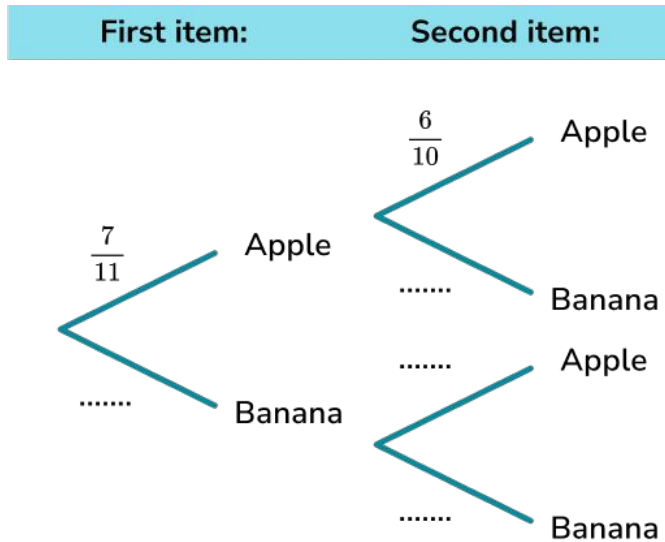 First item: Second item:
6/10 Apple
7/11 Apple
....... Banana
....... Apple
....... Banana
....... Banana